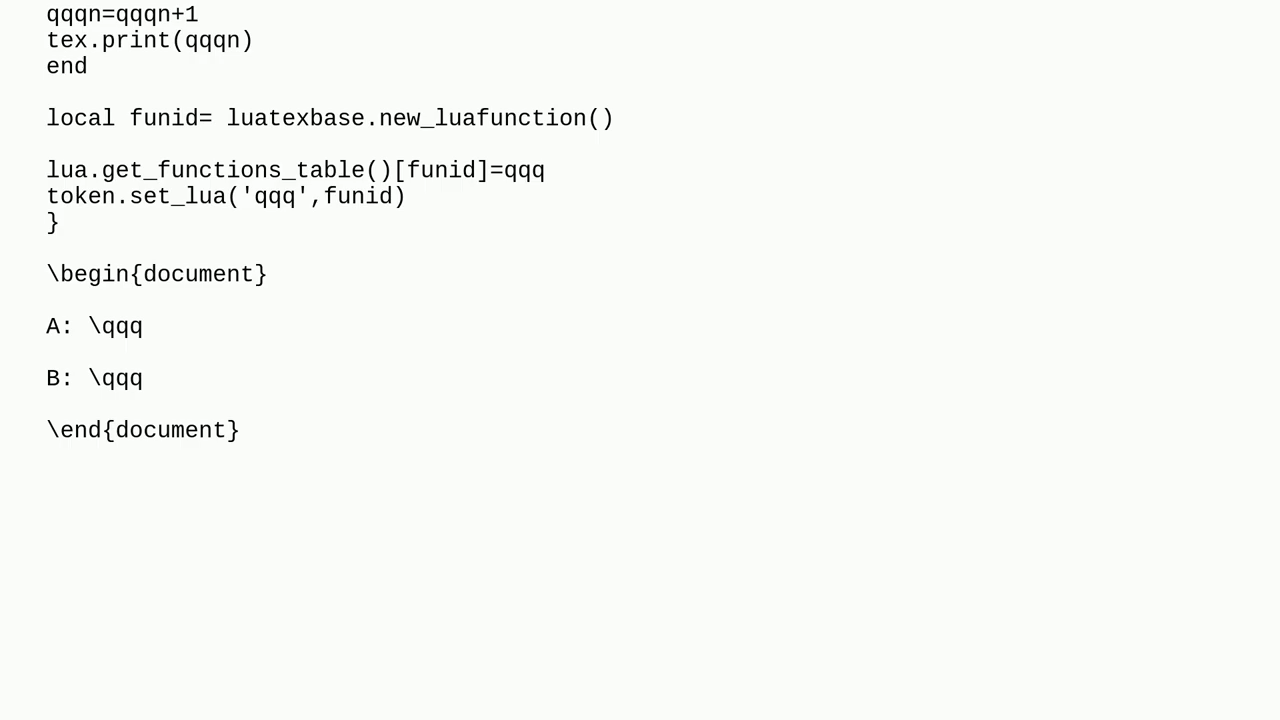 qqqn=qqqn+1
tex.print(qqqn)
end
local funid= luatexbase.new_luafunction()
lua.get_functions_table()[funid]=qqq
token.set_lua('qqq',funid)
}
\begin{document}
A: \qqq
B: \qqq
\end{document}